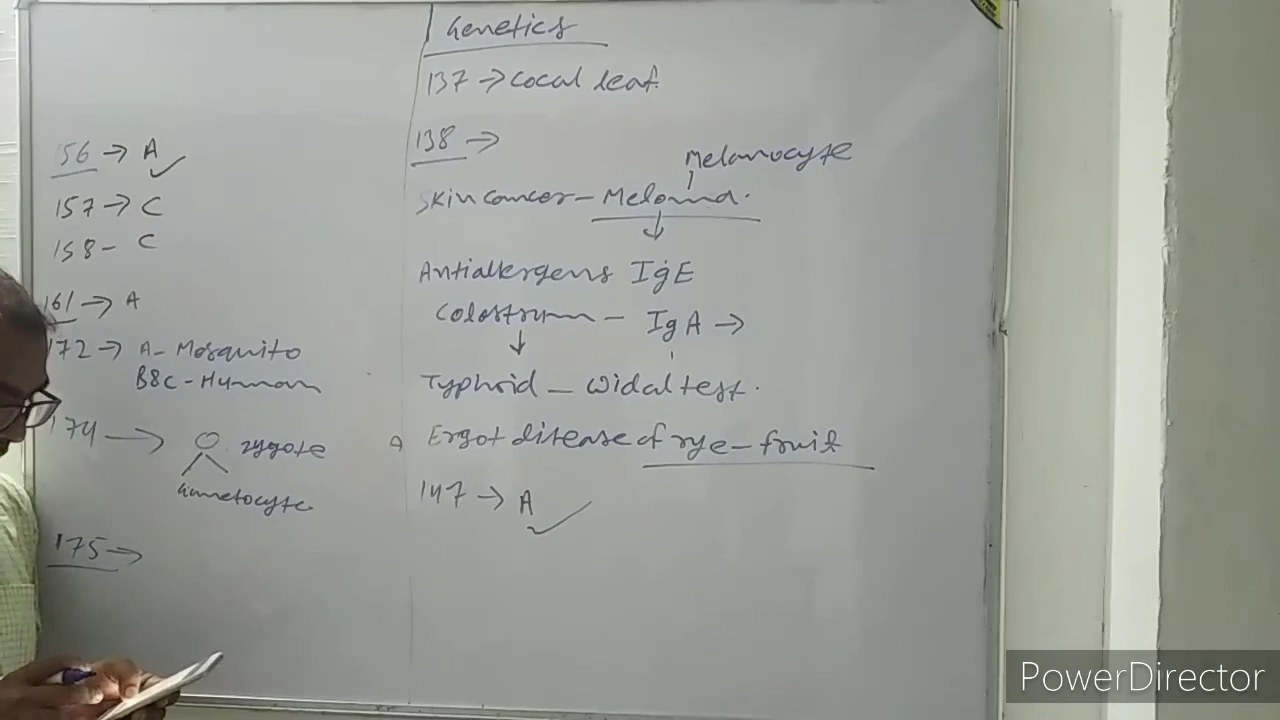 156 → A
157 → C
158 - C
161 → A
172 → A - Mosquito
B&C - Human
174 → zygote
Gametocyte
175 →
Genetics
137 → Cocal leaf
138 →
Melanocyte
Skin cancer - Meloma.
Antiallergens IgE
Colostrum - IgA →
Typhoid - Widal test.
Ergot disease of rye - fruit
147 → A
PowerDirector